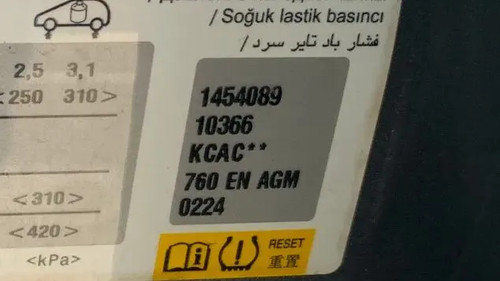 / Soğuk lastik basıncı
/ فشار باد تایر سرد
2,5 3,1
<250 310>
<310>
<420>
<kPa>
1454089
10366
KCAC**
760 EN AGM
0224
RESET
重置